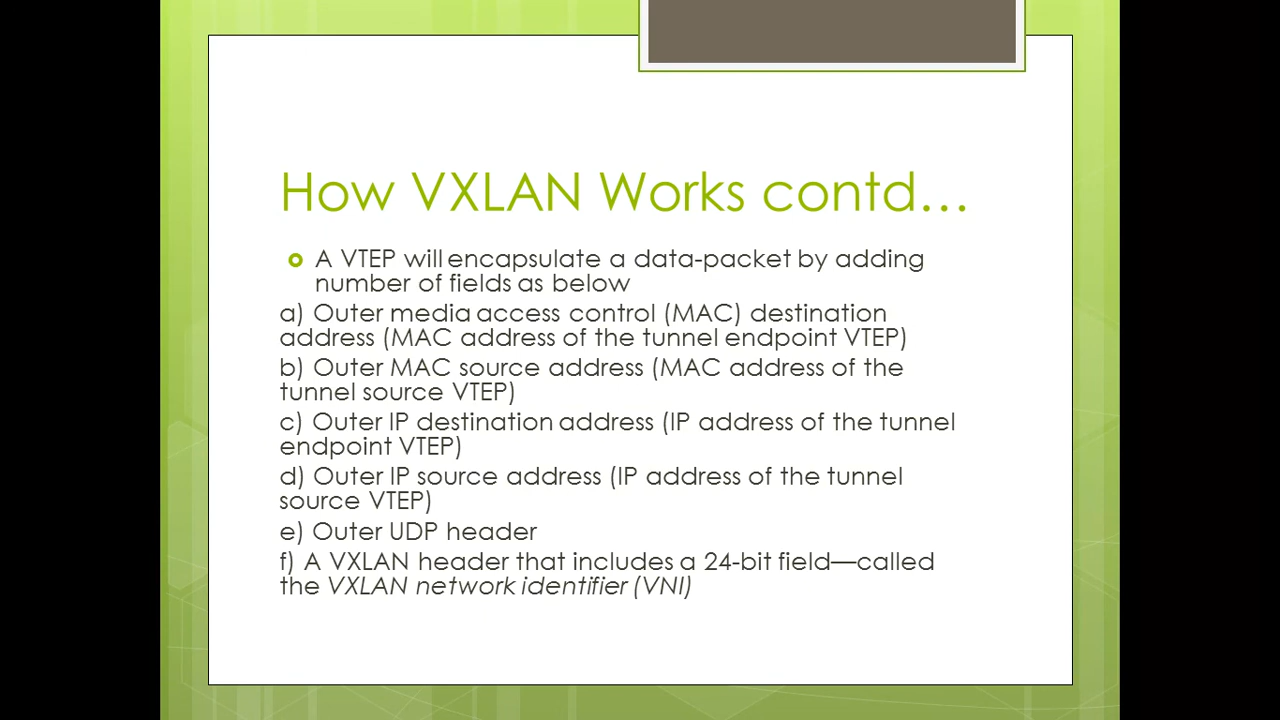 How VXLAN Works contd...
A VTEP will encapsulate a data-packet by adding
number of fields as below
a) Outer media access control (MAC) destination
address (MAC address of the tunnel endpoint VTEP)
b) Outer MAC source address (MAC address of the
tunnel source VTEP)
c) Outer IP destination address (IP address of the tunnel
endpoint VTEP)
d) Outer IP source address (IP address of the tunnel
source VTEP)
e) Outer UDP header
f) A VXLAN header that includes a 24-bit field—called
the VXLAN network identifier (VNI)